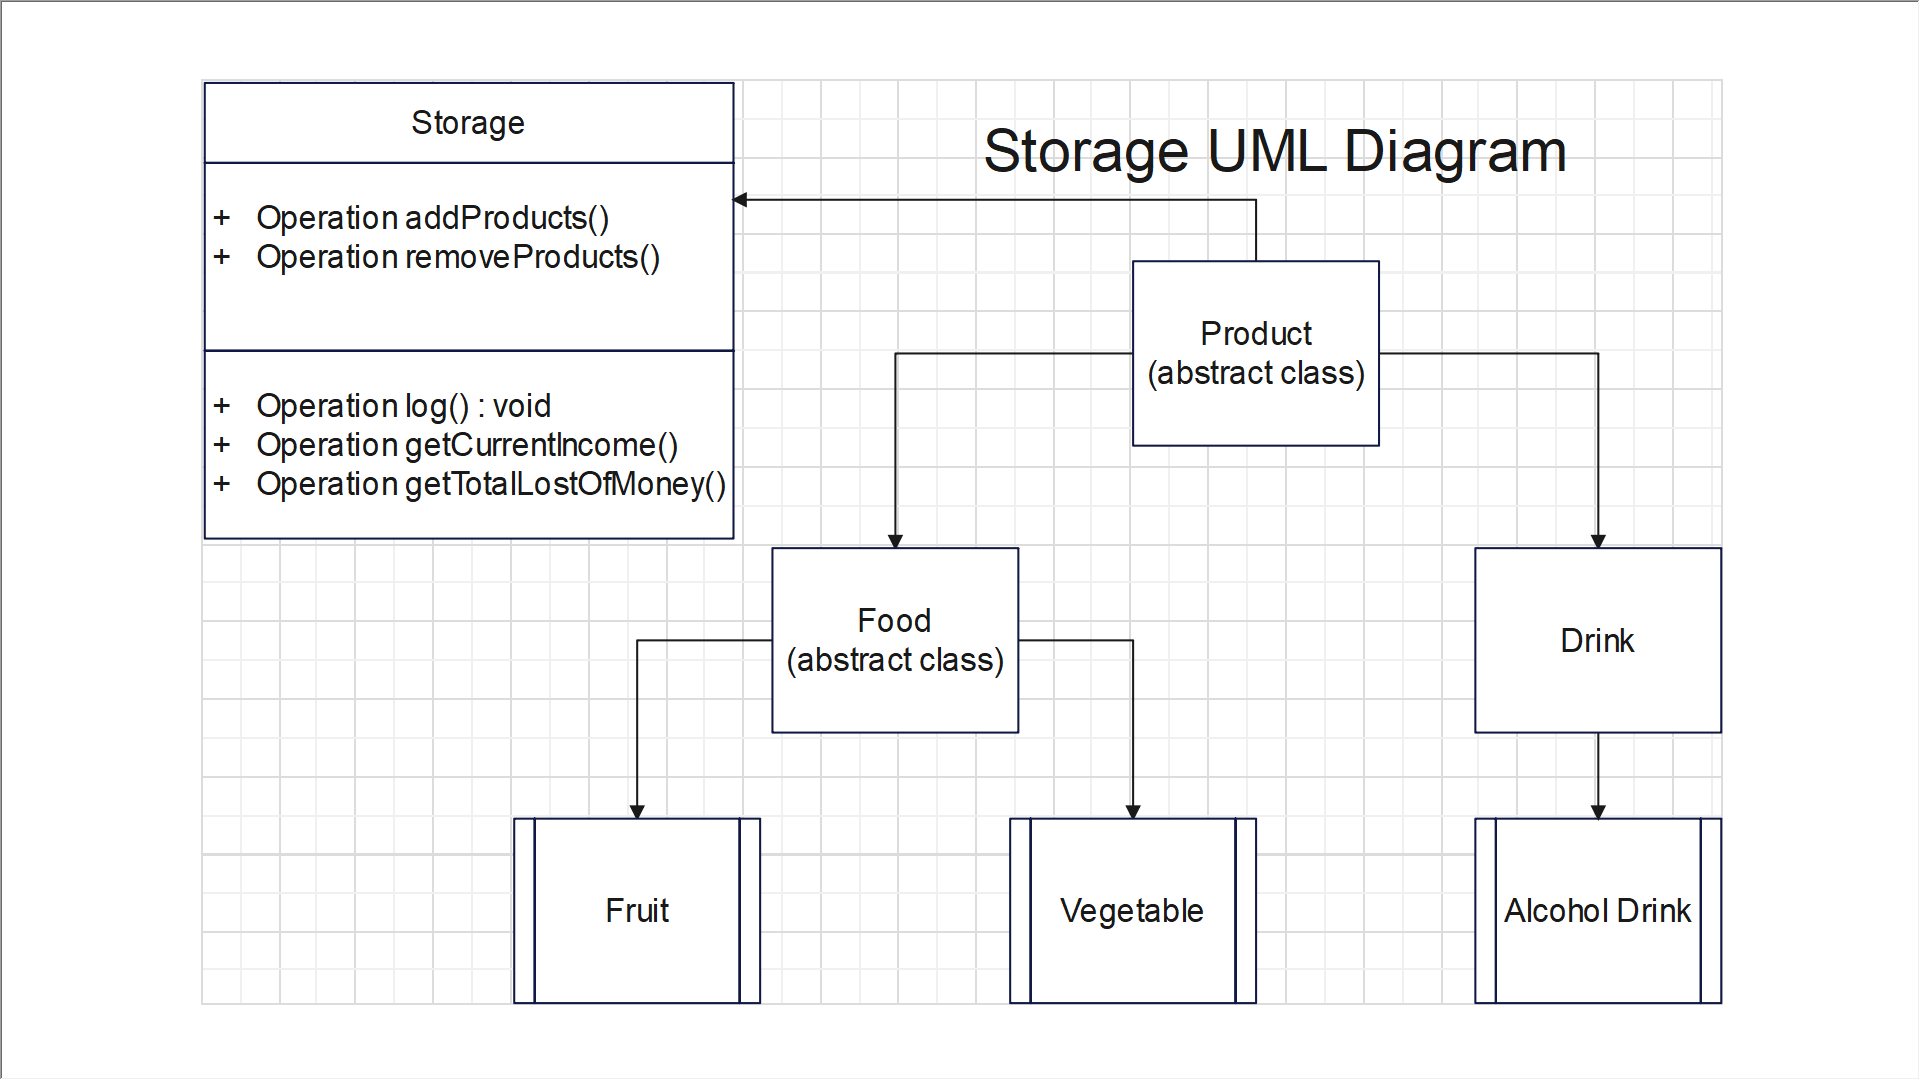 Storage
Storage UML Diagram
+ Operation addProducts()
+ Operation removeProducts()
Product
(abstract class)
+ Operation log() : void
+ Operation getCurrentIncome()
+ Operation getTotalLostOfMoney()
Food
(abstract class)
Drink
Fruit
Vegetable
Alcohol Drink